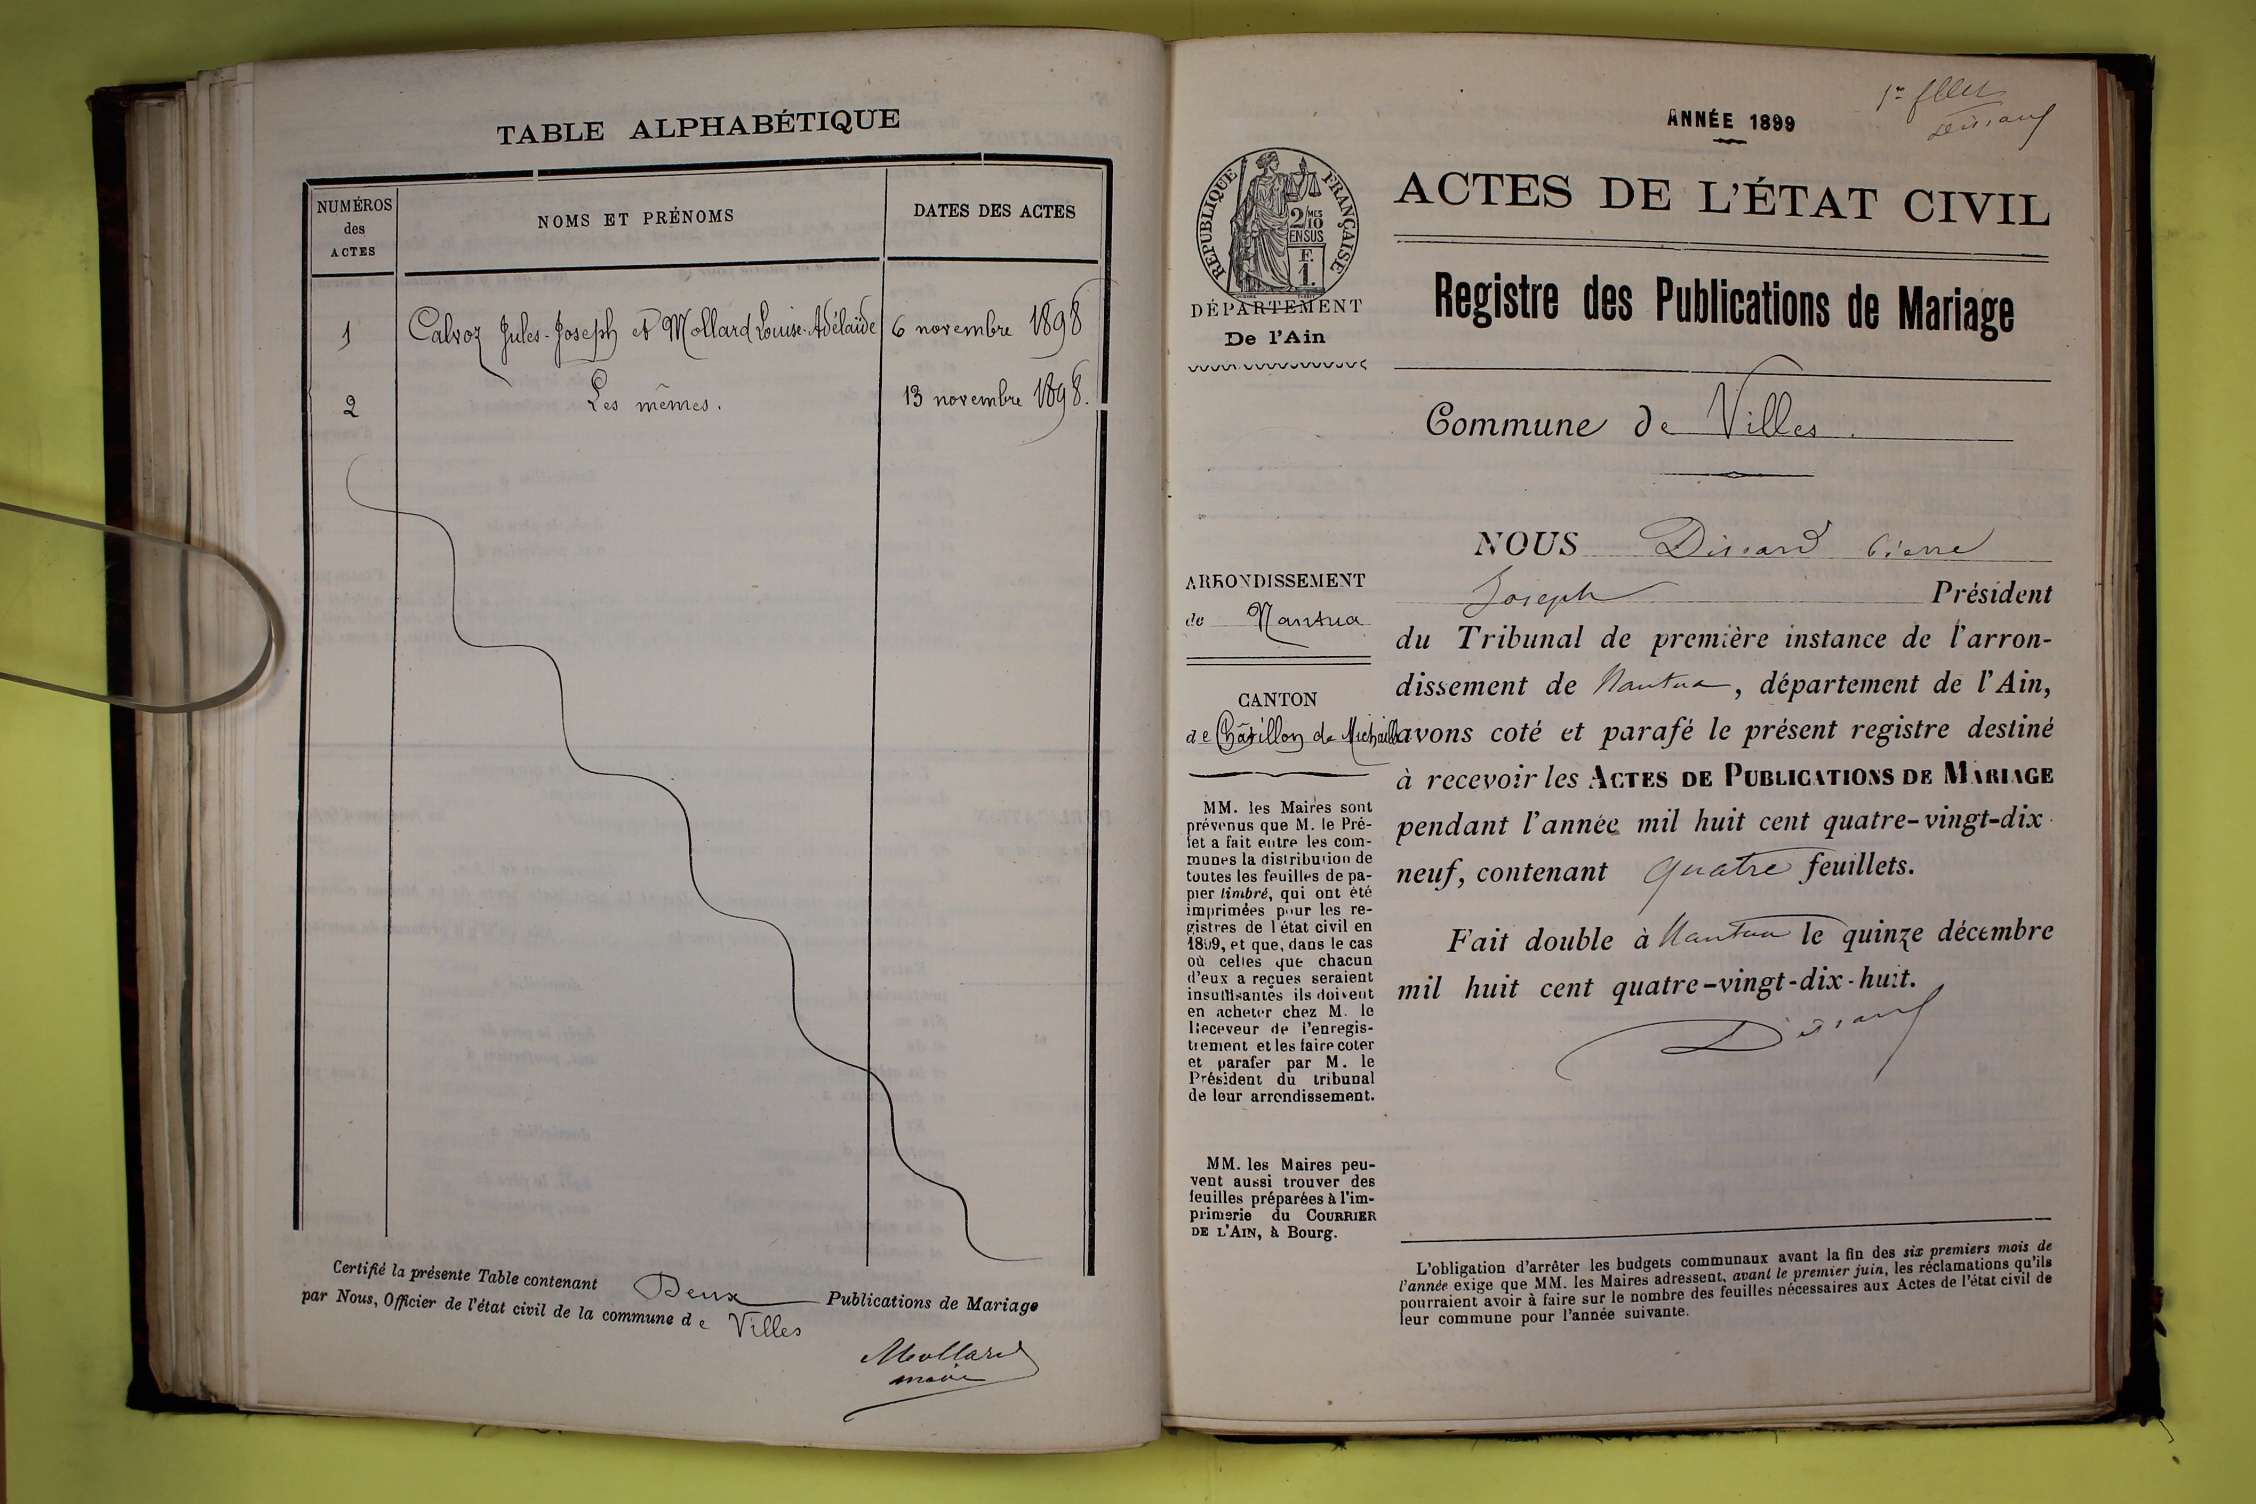 TABLE ALPHABÉTIQUE
NUMÉROS
des
ACTES
NOMS ET PRÉNOMS
DATES DES ACTES
1 Calvoz Jules-Joseph et Mollard Louise-Adélaïde 6 novembre 1898
2 Les mêmes. 13 novembre 1898.
Certifié la présente Table contenant Deux Publications de Mariage
par Nous, Officier de l'état civil de la commune de Villes
Mollard
maire
ANNÉE 1899
RÉPUBLIQUE FRANÇAISE
2/10 MES
EN SUS
F.
1.
DÉPARTEMENT
De l'Ain
ARRONDISSEMENT
de Nantua
CANTON
de Châtillon de Michaille
MM. les Maires sont
prévenus que M. le Pré-
fet a fait entre les com-
munes la distribution de
toutes les feuilles de pa-
pier timbré, qui ont été
imprimées pour les re-
gistres de l'état civil en
1899, et que, dans le cas
où celles que chacun
d'eux a reçues seraient
insuffisantes ils doivent
en acheter chez M. le
Receveur de l'enregis-
trement et les faire coter
et parafer par M. le
Président du tribunal
de leur arrondissement.
MM. les Maires peu-
vent aussi trouver des
feuilles préparées à l'im-
primerie du COURRIER
DE L'AIN, à Bourg.
ACTES DE L'ÉTAT CIVIL
Registre des Publications de Mariage
Commune de Villes.
NOUS Dissard Pierre
Joseph Président
du Tribunal de première instance de l'arron-
dissement de Nantua, département de l'Ain,
avons coté et parafé le présent registre destiné
à recevoir les ACTES DE PUBLICATIONS DE MARIAGE
pendant l'année mil huit cent quatre-vingt-dix
neuf, contenant quatre feuillets.
Fait double à Nantua le quinze décembre
mil huit cent quatre-vingt-dix-huit.
Dissard
L'obligation d'arrêter les budgets communaux avant la fin des six premiers mois de
l'année exige que MM. les Maires adressent, avant le premier juin, les réclamations qu'ils
pourraient avoir à faire sur le nombre des feuilles nécessaires aux Actes de l'état civil de
leur commune pour l'année suivante.